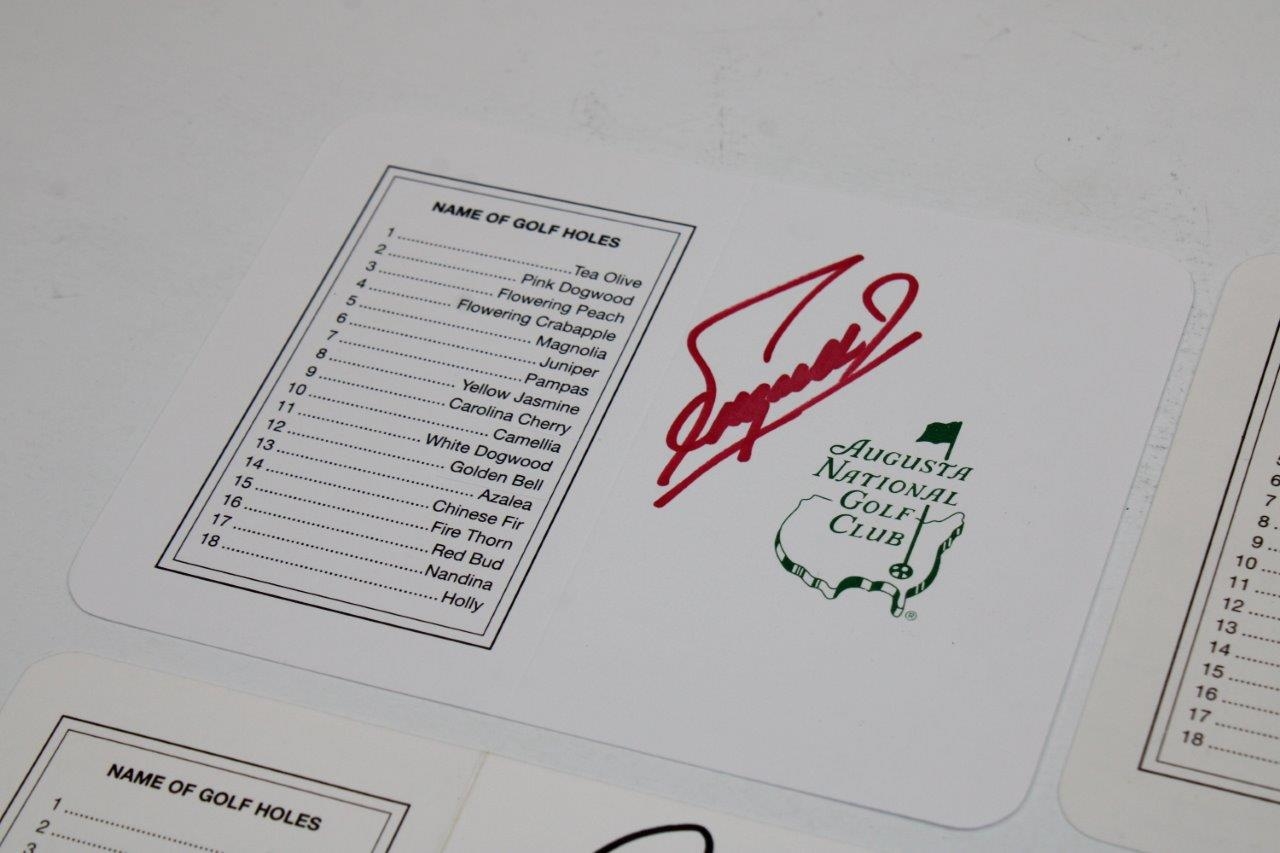 NAME OF GOLF HOLES
1 ........ Tea Olive
2 ........ Pink Dogwood
3 ........ Flowering Peach
4 ........ Flowering Crabapple
5 ........ Magnolia
6 ........ Juniper
7 ........ Pampas
8 ........ Yellow Jasmine
9 ........ Carolina Cherry
10 ........ Camellia
11 ........ White Dogwood
12 ........ Golden Bell
13 ........ Azalea
14 ........ Chinese Fir
15 ........ Fire Thorn
16 ........ Red Bud
17 ........ Nandina
18 ........ Holly
AUGUSTA
NATIONAL
GOLF
CLUB
®
NAME OF GOLF HOLES
1 ........
2 ........
3 ........
6
7
8
9
10
11
12
13
14
15
16
17
18